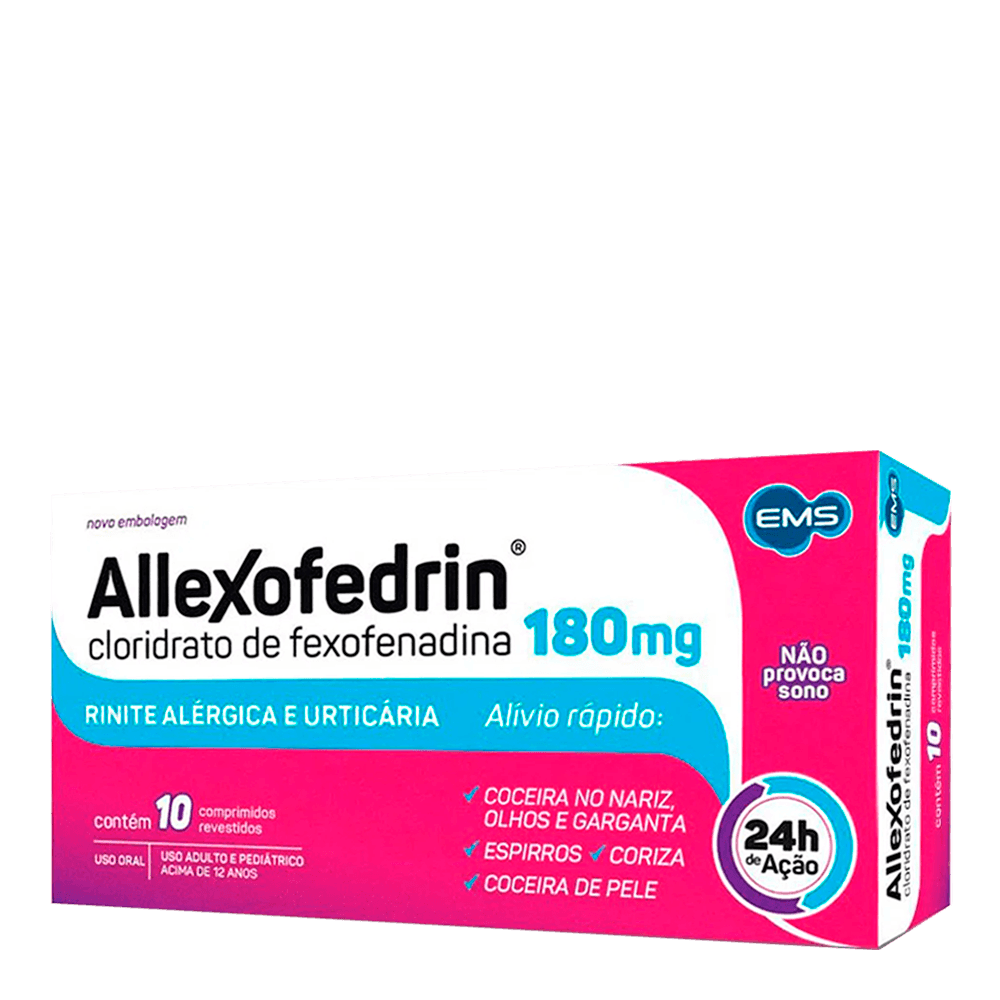 nova embalagem
Allexofedrin®
cloridrato de fexofenadina
180mg
RINITE ALÉRGICA E URTICÁRIA
Alívio rápido:
contém 10 comprimidos
revestidos
USO ORAL
USO ADULTO E PEDIÁTRICO
ACIMA DE 12 ANOS
✓ COCEIRA NO NARIZ,
OLHOS E GARGANTA
✓ ESPIRROS ✓ CORIZA
✓ COCEIRA DE PELE
EMS
NÃO
provoca
sono
24h
de Ação
EMS
Allexofedrin®
cloridrato de fexofenadina
180mg
contém 10 comprimidos
revestidos